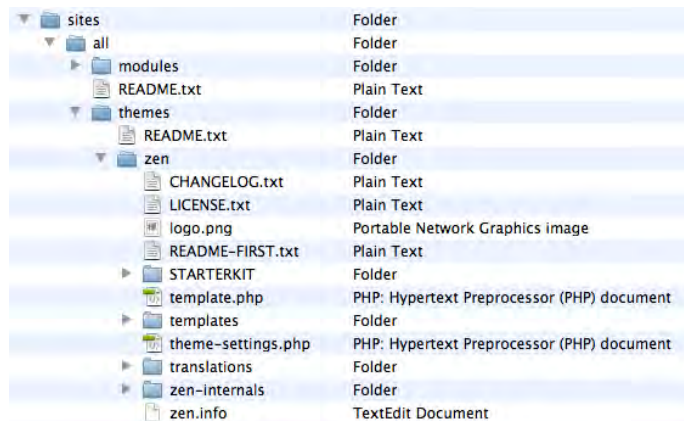 sites Folder
all Folder
modules Folder
README.txt Plain Text
themes Folder
README.txt Plain Text
zen Folder
CHANGELOG.txt Plain Text
LICENSE.txt Plain Text
logo.png Portable Network Graphics image
README-FIRST.txt Plain Text
STARTERKIT Folder
template.php PHP: Hypertext Preprocessor (PHP) document
templates Folder
theme-settings.php PHP: Hypertext Preprocessor (PHP) document
translations Folder
zen-internals Folder
zen.info TextEdit Document